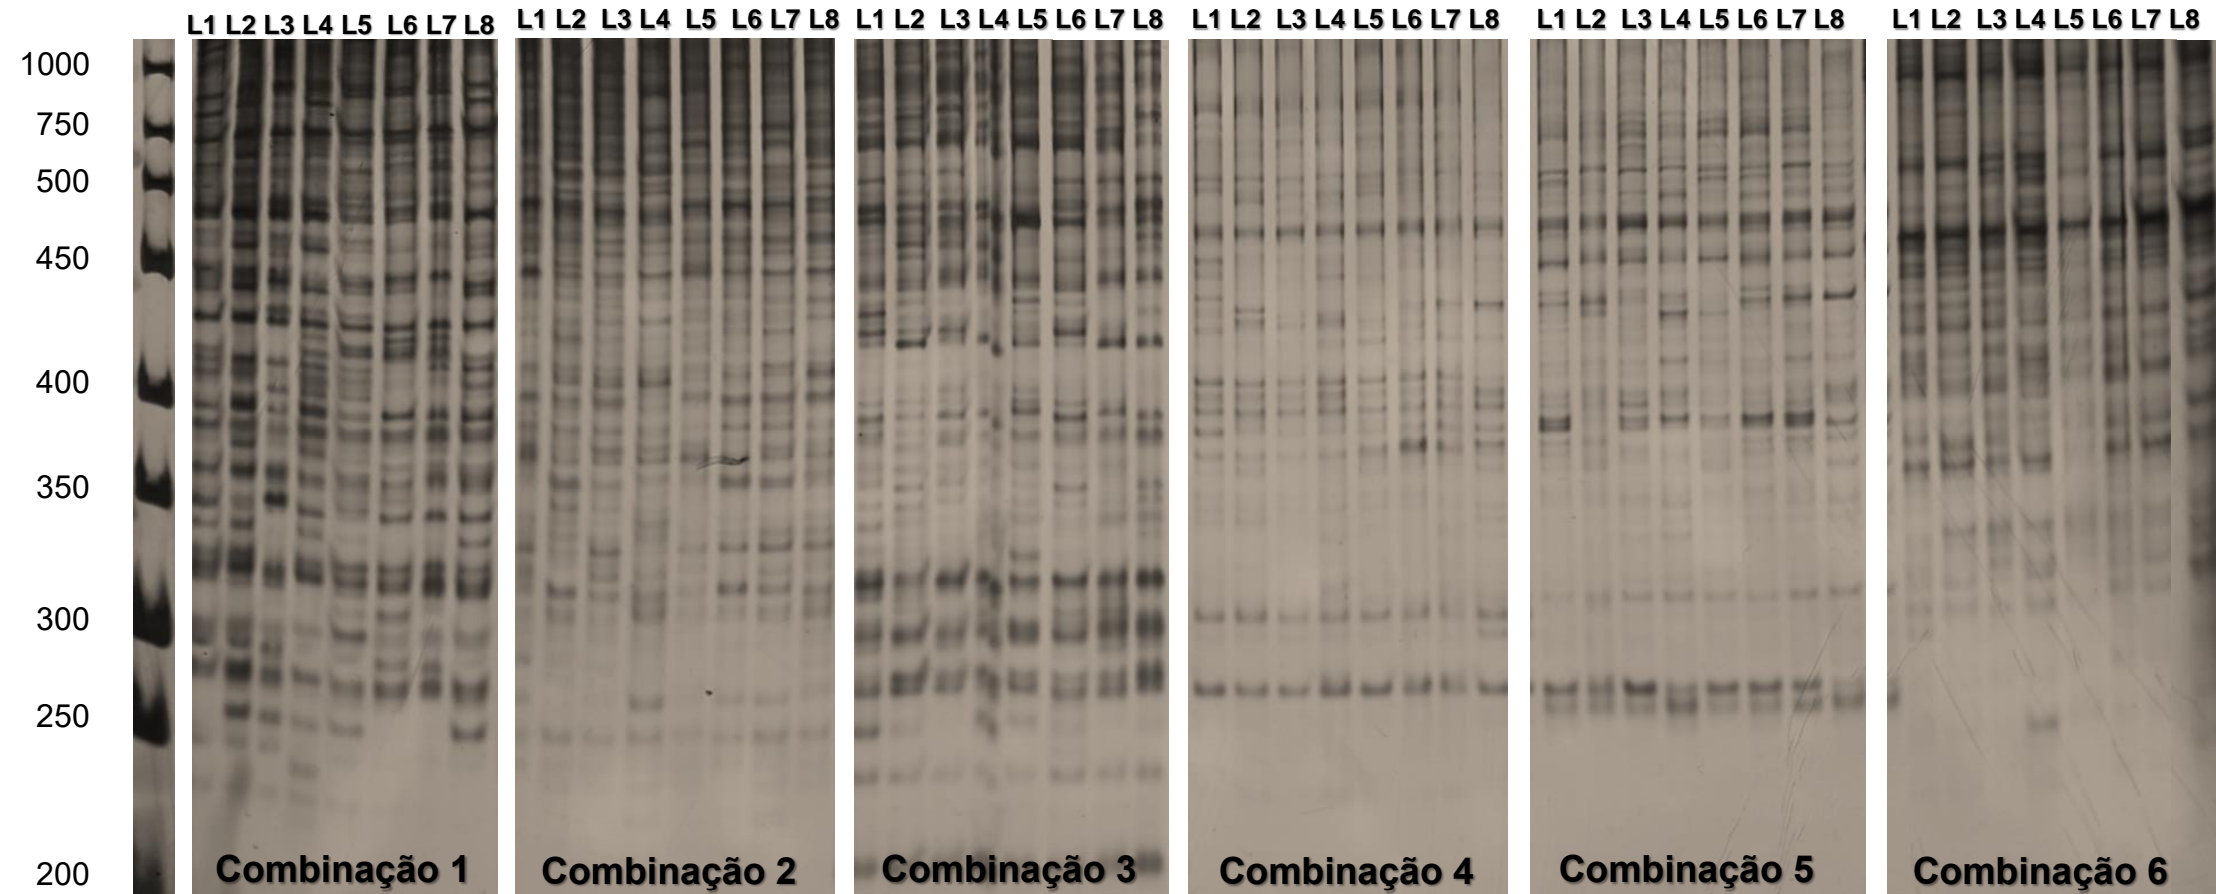 L1 L2 L3 L4 L5 L6 L7 L8
L1 L2 L3 L4 L5 L6 L7 L8
L1 L2 L3 L4 L5 L6 L7 L8
L1 L2 L3 L4 L5 L6 L7 L8
L1 L2 L3 L4 L5 L6 L7 L8
L1 L2 L3 L4 L5 L6 L7 L8
1000
750
500
450
400
350
300
250
200
Combinação 1
Combinação 2
Combinação 3
Combinação 4
Combinação 5
Combinação 6